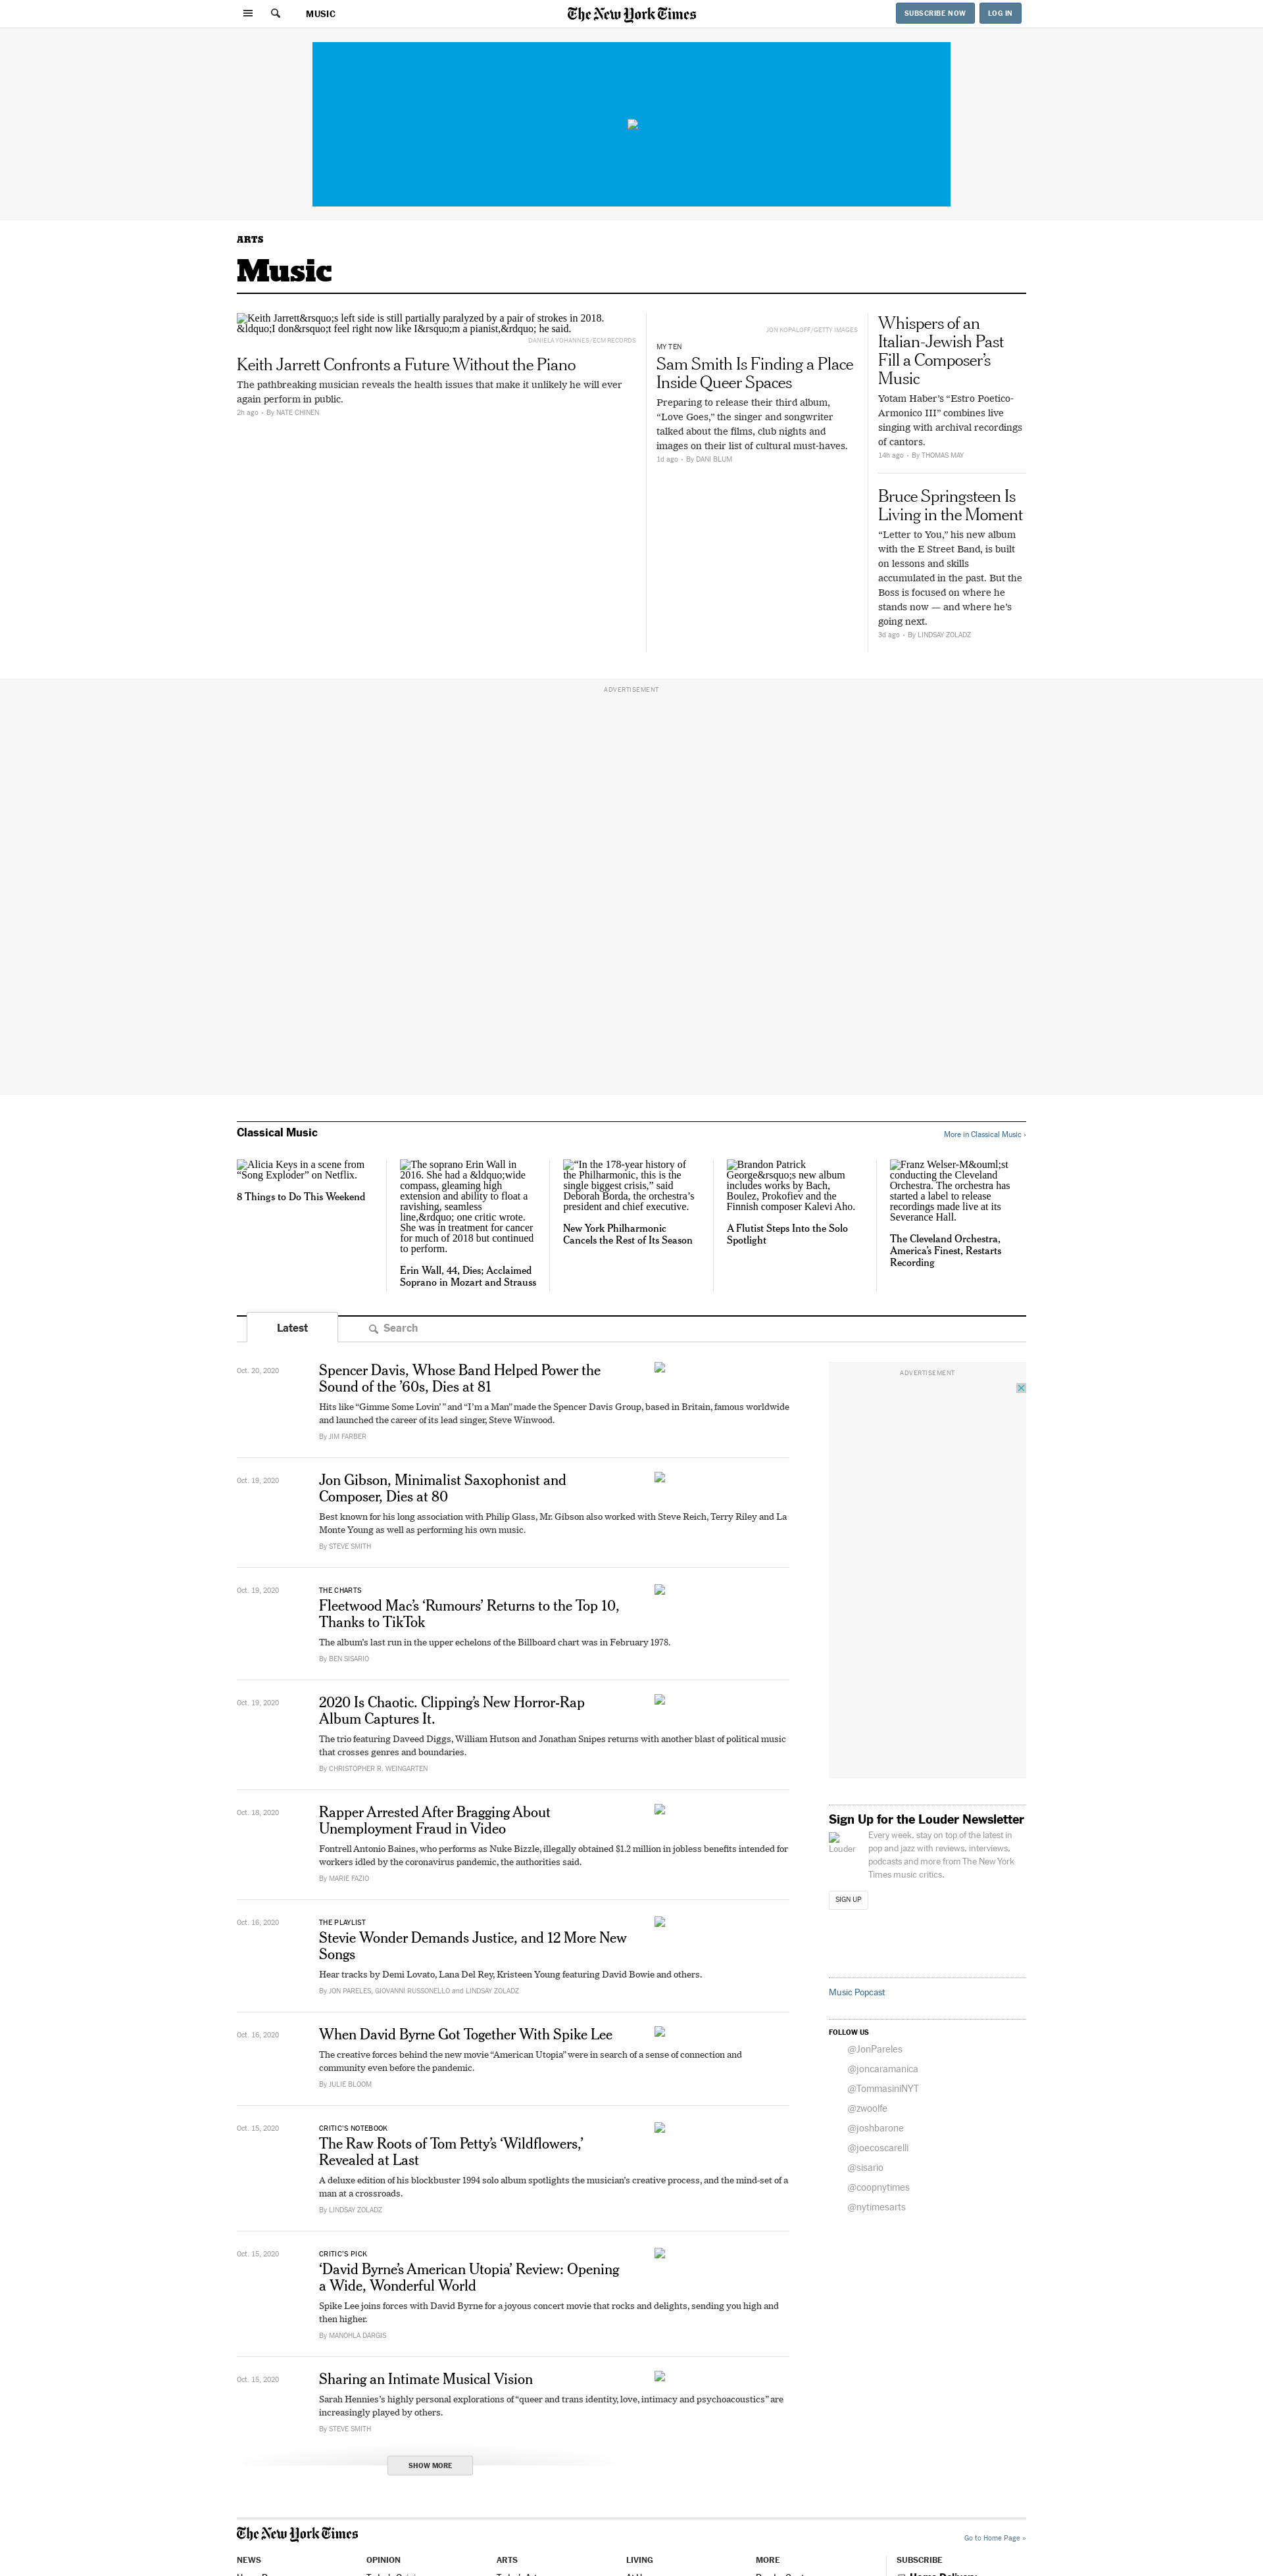 MUSIC
The New York Times
SUBSCRIBE NOW
LOG IN
ARTS
Music
Keith Jarrett&rsquo;s left side is still partially paralyzed by a pair of strokes in 2018.
&ldquo;I don&rsquo;t feel right now like I&rsquo;m a pianist,&rdquo; he said.
DANIELA YOHANNES/ECM RECORDS
Keith Jarrett Confronts a Future Without the Piano
The pathbreaking musician reveals the health issues that make it unlikely he will ever
again perform in public.
2h ago • By NATE CHINEN
JON KOPALOFF/GETTY IMAGES
MY TEN
Sam Smith Is Finding a Place
Inside Queer Spaces
Preparing to release their third album,
“Love Goes,” the singer and songwriter
talked about the films, club nights and
images on their list of cultural must-haves.
1d ago • By DANI BLUM
Whispers of an
Italian-Jewish Past
Fill a Composer’s
Music
Yotam Haber’s “Estro Poetico-
Armonico III” combines live
singing with archival recordings
of cantors.
14h ago • By THOMAS MAY
Bruce Springsteen Is
Living in the Moment
“Letter to You,” his new album
with the E Street Band, is built
on lessons and skills
accumulated in the past. But the
Boss is focused on where he
stands now — and where he’s
going next.
3d ago • By LINDSAY ZOLADZ
ADVERTISEMENT
Classical Music
More in Classical Music ›
Alicia Keys in a scene from
“Song Exploder” on Netflix.
8 Things to Do This Weekend
The soprano Erin Wall in
2016. She had a &ldquo;wide
compass, gleaming high
extension and ability to float a
ravishing, seamless
line,&rdquo; one critic wrote.
She was in treatment for cancer
for much of 2018 but continued
to perform.
Erin Wall, 44, Dies; Acclaimed
Soprano in Mozart and Strauss
“In the 178-year history of
the Philharmonic, this is the
single biggest crisis,” said
Deborah Borda, the orchestra’s
president and chief executive.
New York Philharmonic
Cancels the Rest of Its Season
Brandon Patrick
George&rsquo;s new album
includes works by Bach,
Boulez, Prokofiev and the
Finnish composer Kalevi Aho.
A Flutist Steps Into the Solo
Spotlight
Franz Welser-M&ouml;st
conducting the Cleveland
Orchestra. The orchestra has
started a label to release
recordings made live at its
Severance Hall.
The Cleveland Orchestra,
America’s Finest, Restarts
Recording
Latest
Search
Oct. 20, 2020
Spencer Davis, Whose Band Helped Power the
Sound of the ’60s, Dies at 81
Hits like “Gimme Some Lovin’” and “I’m a Man” made the Spencer Davis Group, based in Britain, famous worldwide
and launched the career of its lead singer, Steve Winwood.
By JIM FARBER
Oct. 19, 2020
Jon Gibson, Minimalist Saxophonist and
Composer, Dies at 80
Best known for his long association with Philip Glass, Mr. Gibson also worked with Steve Reich, Terry Riley and La
Monte Young as well as performing his own music.
By STEVE SMITH
Oct. 19, 2020
THE CHARTS
Fleetwood Mac’s ‘Rumours’ Returns to the Top 10,
Thanks to TikTok
The album’s last run in the upper echelons of the Billboard chart was in February 1978.
By BEN SISARIO
Oct. 19, 2020
2020 Is Chaotic. Clipping’s New Horror-Rap
Album Captures It.
The trio featuring Daveed Diggs, William Hutson and Jonathan Snipes returns with another blast of political music
that crosses genres and boundaries.
By CHRISTOPHER R. WEINGARTEN
Oct. 18, 2020
Rapper Arrested After Bragging About
Unemployment Fraud in Video
Fontrell Antonio Baines, who performs as Nuke Bizzle, illegally obtained $1.2 million in jobless benefits intended for
workers idled by the coronavirus pandemic, the authorities said.
By MARIE FAZIO
Oct. 16, 2020
THE PLAYLIST
Stevie Wonder Demands Justice, and 12 More New
Songs
Hear tracks by Demi Lovato, Lana Del Rey, Kristeen Young featuring David Bowie and others.
By JON PARELES, GIOVANNI RUSSONELLO and LINDSAY ZOLADZ
Oct. 16, 2020
When David Byrne Got Together With Spike Lee
The creative forces behind the new movie “American Utopia” were in search of a sense of connection and
community even before the pandemic.
By JULIE BLOOM
Oct. 15, 2020
CRITIC’S NOTEBOOK
The Raw Roots of Tom Petty’s ‘Wildflowers,’
Revealed at Last
A deluxe edition of his blockbuster 1994 solo album spotlights the musician’s creative process, and the mind-set of a
man at a crossroads.
By LINDSAY ZOLADZ
Oct. 15, 2020
CRITIC’S PICK
‘David Byrne’s American Utopia’ Review: Opening
a Wide, Wonderful World
Spike Lee joins forces with David Byrne for a joyous concert movie that rocks and delights, sending you high and
then higher.
By MANOHLA DARGIS
Oct. 15, 2020
Sharing an Intimate Musical Vision
Sarah Hennies’s highly personal explorations of “queer and trans identity, love, intimacy and psychoacoustics” are
increasingly played by others.
By STEVE SMITH
SHOW MORE
ADVERTISEMENT
Sign Up for the Louder Newsletter
Louder
Every week, stay on top of the latest in
pop and jazz with reviews, interviews,
podcasts and more from The New York
Times music critics.
SIGN UP
Music Popcast
FOLLOW US
@JonPareles
@joncaramanica
@TommasiniNYT
@zwoolfe
@joshbarone
@joecoscarelli
@sisario
@coopnytimes
@nytimesarts
The New York Times
Go to Home Page »
NEWS
OPINION
ARTS
LIVING
MORE
SUBSCRIBE